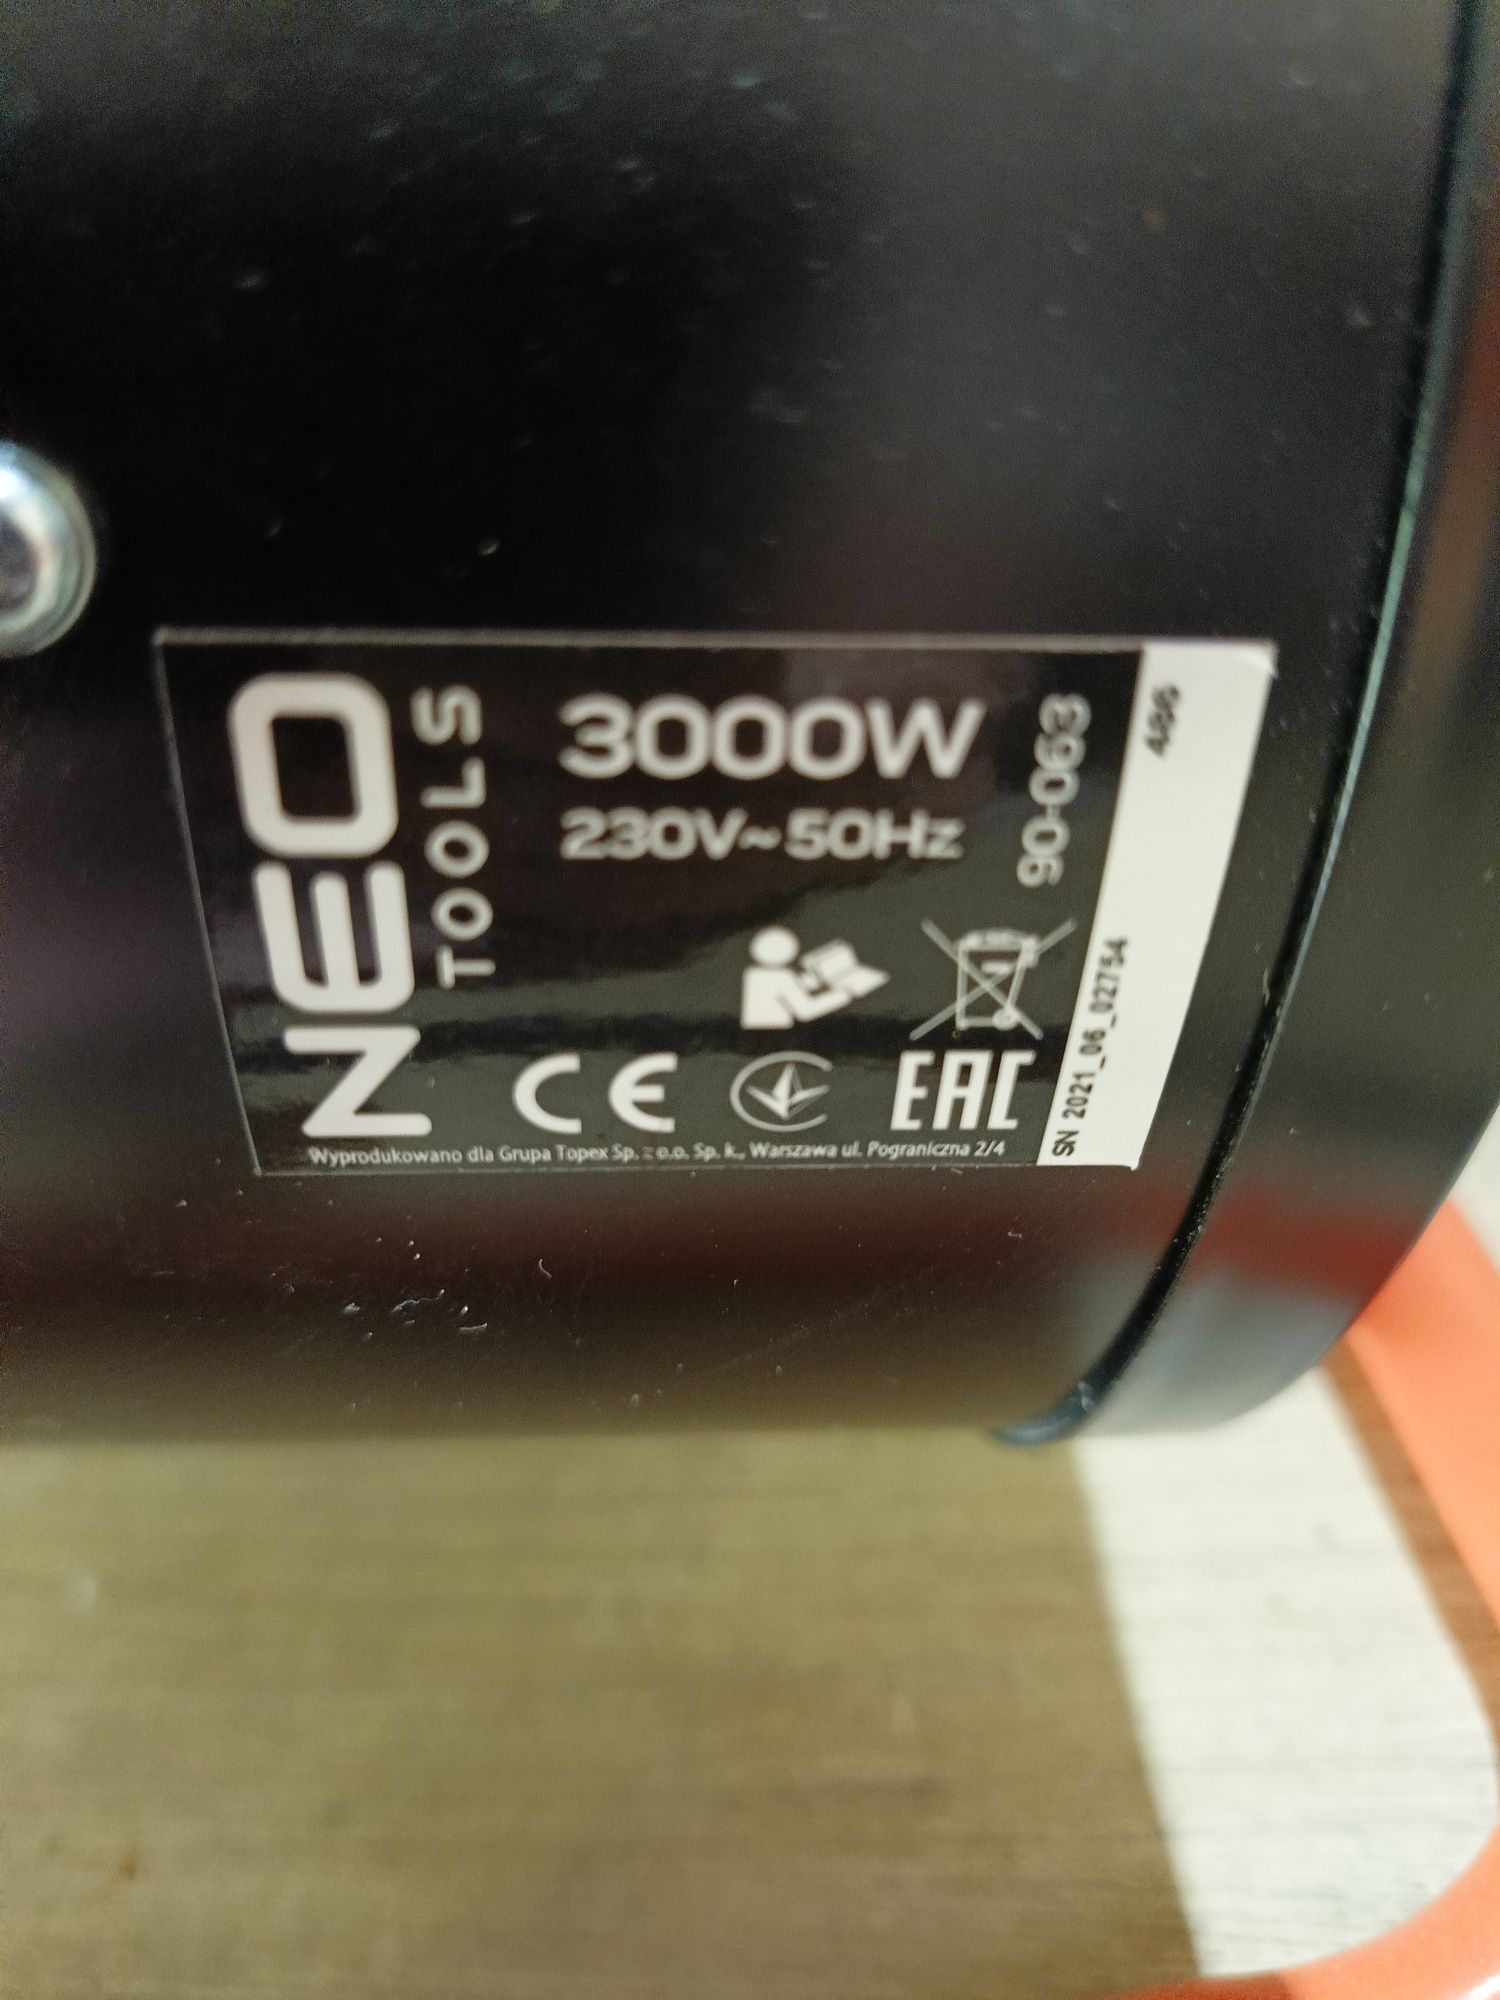 NEO
TOOLS
3000W
230V~50Hz
90-063
CE
EAC
Wyprodukowano dla Grupa Topex Sp. z o.o. Sp. k., Warszawa ul. Pograniczna 2/4
SN 2021_06_02754
486